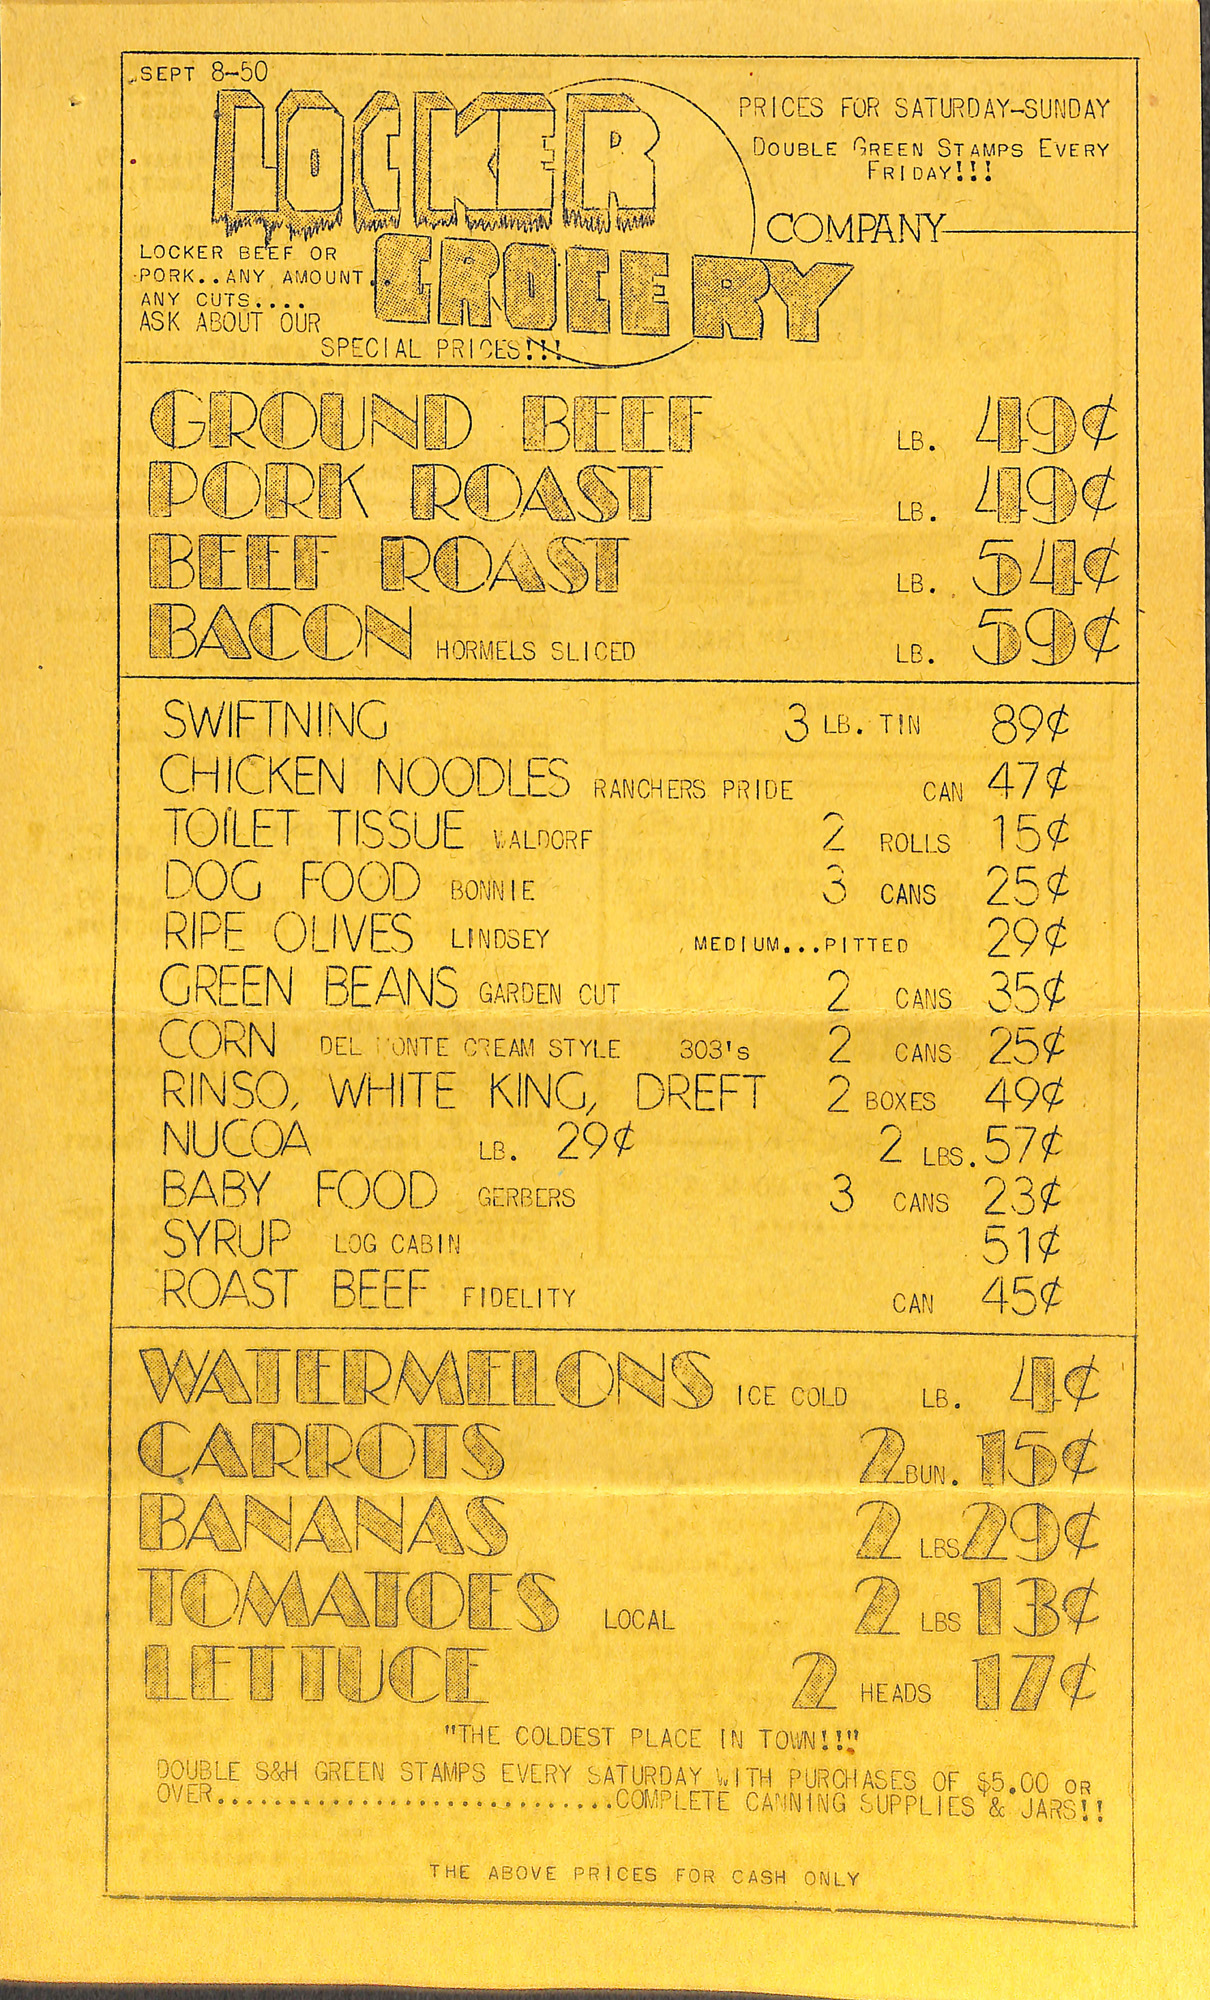 SEPT 8-50
LOCKER
GROCERY
COMPANY
PRICES FOR SATURDAY-SUNDAY
DOUBLE GREEN STAMPS EVERY
FRIDAY!!!
LOCKER BEEF OR
PORK..ANY AMOUNT..
ANY CUTS....
ASK ABOUT OUR
SPECIAL PRICES!!!
GROUND BEEF LB. 49¢
PORK ROAST LB. 49¢
BEEF ROAST LB. 54¢
BACON HORMELS SLICED LB. 59¢
SWIFTNING 3 LB. TIN 89¢
CHICKEN NOODLES RANCHERS PRIDE CAN 47¢
TOILET TISSUE WALDORF 2 ROLLS 15¢
DOG FOOD BONNIE 3 CANS 25¢
RIPE OLIVES LINDSEY MEDIUM...PITTED 29¢
GREEN BEANS GARDEN CUT 2 CANS 35¢
CORN DEL MONTE CREAM STYLE 303's 2 CANS 25¢
RINSO, WHITE KING, DREFT 2 BOXES 49¢
NUCOA LB. 29¢ 2 LBS. 57¢
BABY FOOD GERBERS 3 CANS 23¢
SYRUP LOG CABIN 51¢
ROAST BEEF FIDELITY CAN 45¢
WATERMELONS ICE COLD LB. 4¢
CARROTS 2 BUN. 15¢
BANANAS 2 LBS 29¢
TOMATOES LOCAL 2 LBS 13¢
LETTUCE 2 HEADS 17¢
"THE COLDEST PLACE IN TOWN!!"
DOUBLE S&H GREEN STAMPS EVERY SATURDAY WITH PURCHASES OF $5.00 OR
OVER............................COMPLETE CANNING SUPPLIES & JARS!!
THE ABOVE PRICES FOR CASH ONLY